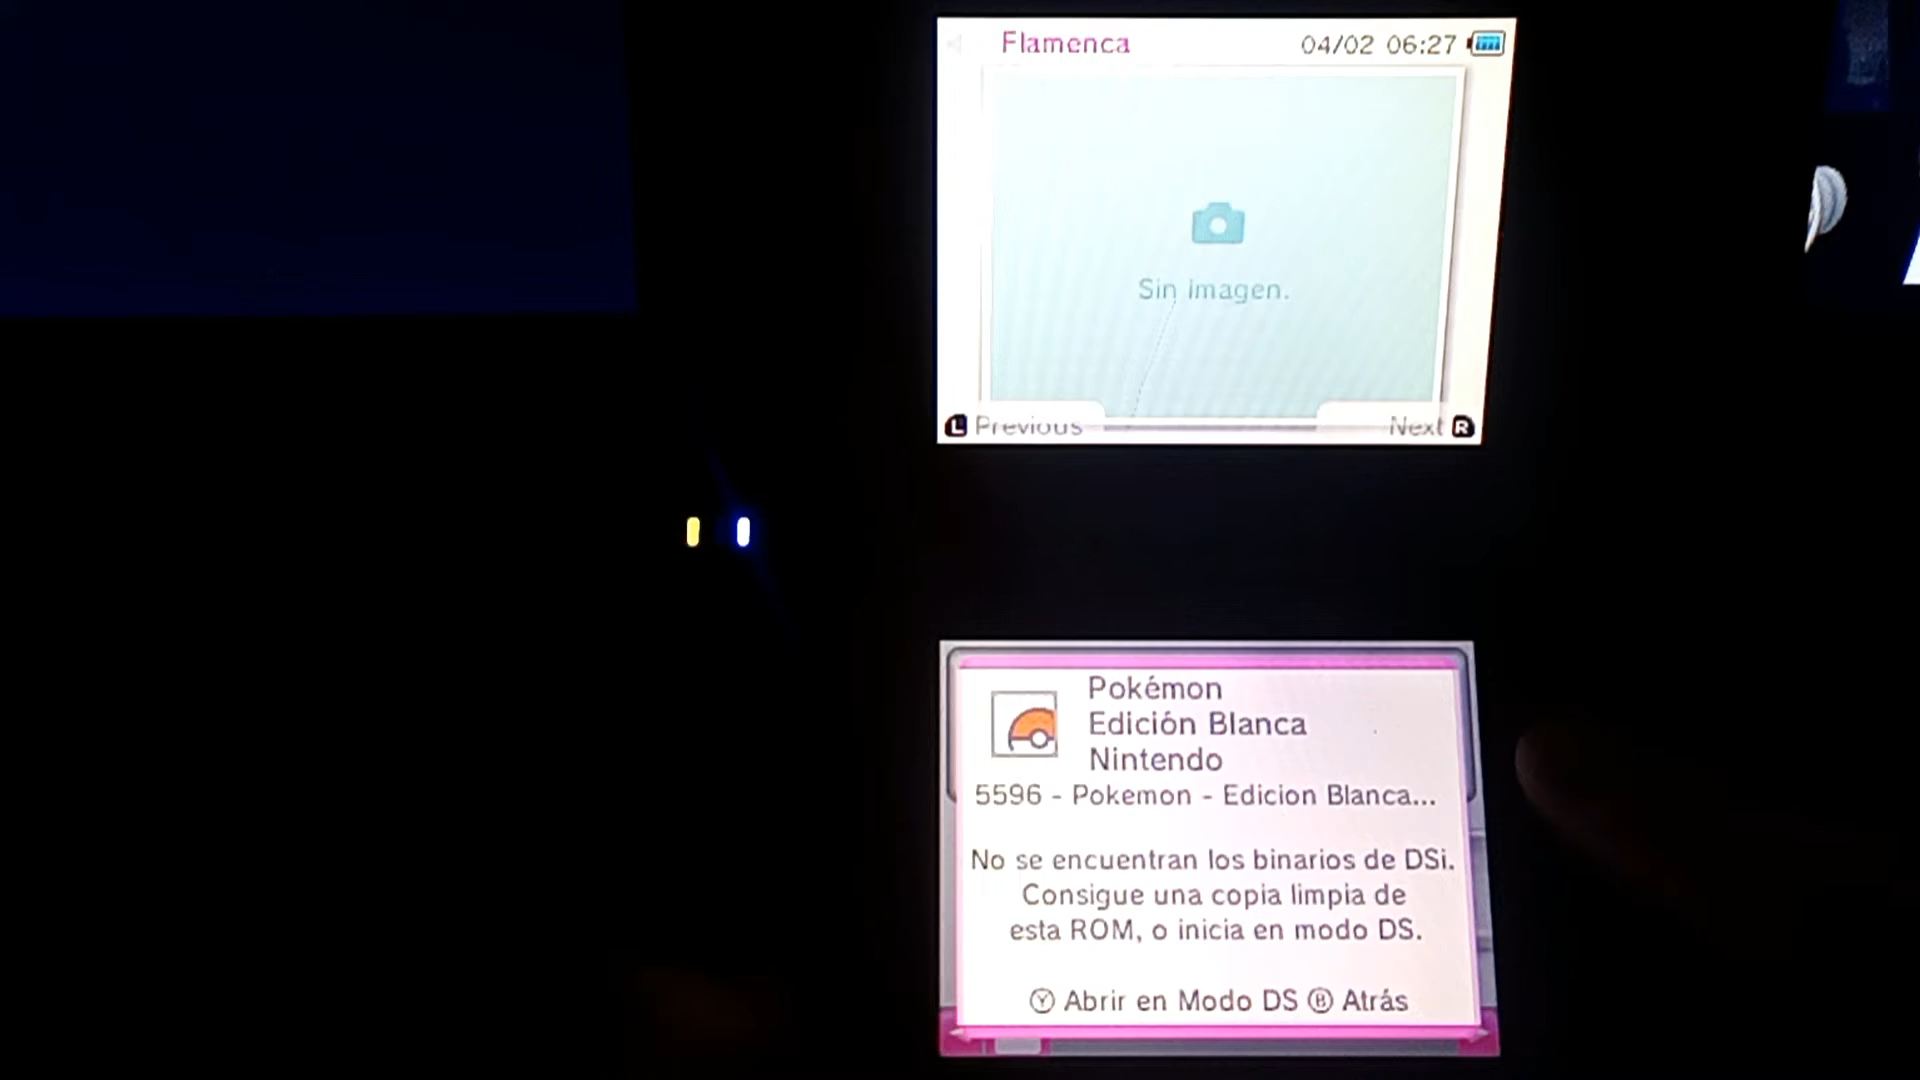 Flamenca
04/02 06:27
Sin imagen.
L Previous
Next R
Pokémon
Edición Blanca
Nintendo
5596 - Pokemon - Edicion Blanca...
No se encuentran los binarios de DSi.
Consigue una copia limpia de
esta ROM, o inicia en modo DS.
Ⓨ Abrir en Modo DS Ⓑ Atrás